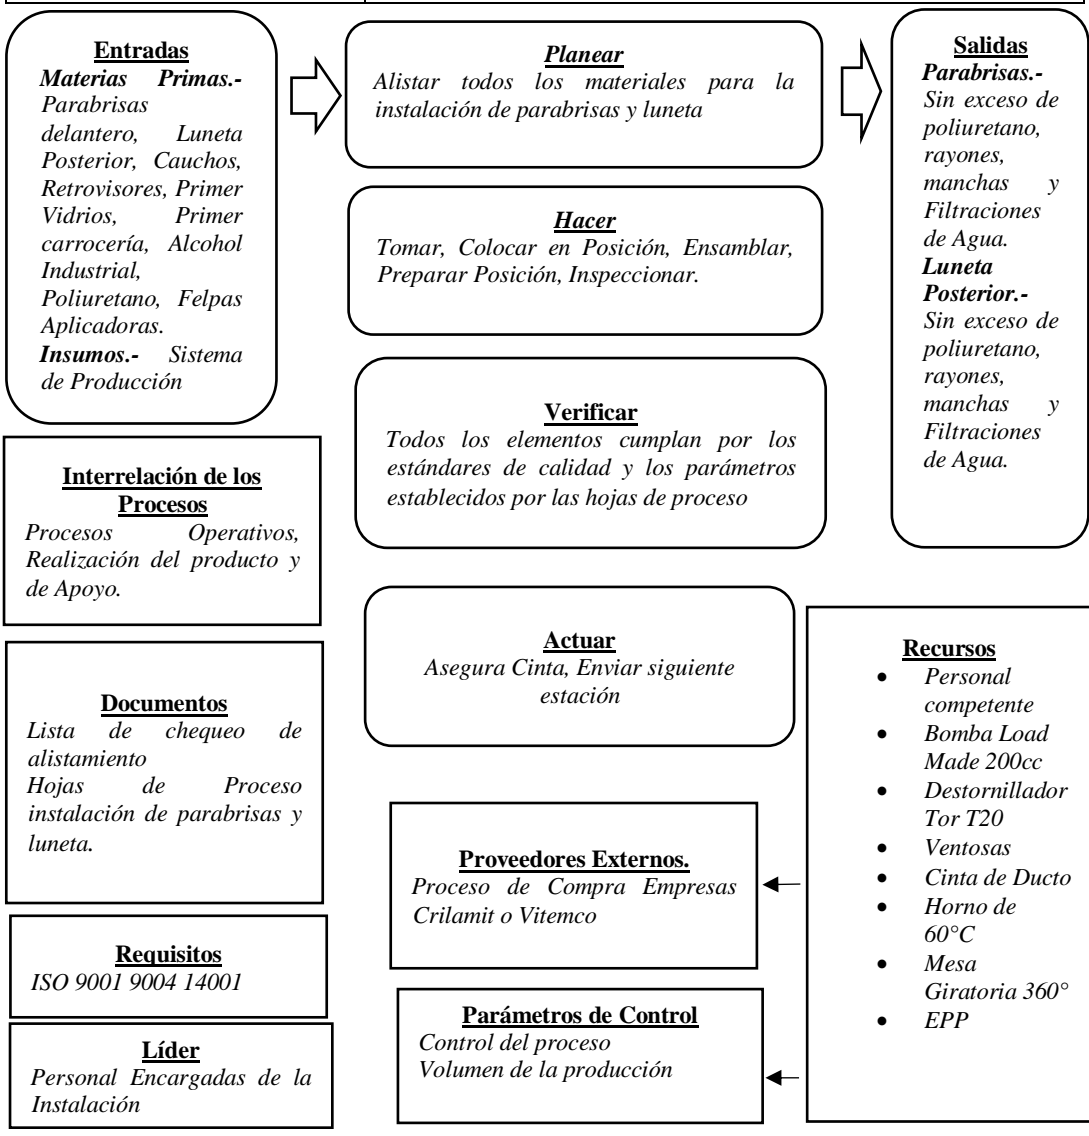 Entradas
Materias Primas.-
Parabrisas
delantero, Luneta
Posterior, Cauchos,
Retrovisores, Primer
Vidrios, Primer
carrocería, Alcohol
Industrial,
Poliuretano, Felpas
Aplicadoras.
Insumos.- Sistema
de Producción
Planear
Alistar todos los materiales para la
instalación de parabrisas y luneta
Hacer
Tomar, Colocar en Posición, Ensamblar,
Preparar Posición, Inspeccionar.
Verificar
Todos los elementos cumplan por los
estándares de calidad y los parámetros
establecidos por las hojas de proceso
Actuar
Asegura Cinta, Enviar siguiente
estación
Salidas
Parabrisas.-
Sin exceso de
poliuretano,
rayones,
manchas y
Filtraciones
de Agua.
Luneta
Posterior.-
Sin exceso de
poliuretano,
rayones,
manchas y
Filtraciones
de Agua.
Interrelación de los
Procesos
Procesos Operativos,
Realización del producto y
de Apoyo.
Documentos
Lista de chequeo de
alistamiento
Hojas de Proceso
instalación de parabrisas y
luneta.
Requisitos
ISO 9001 9004 14001
Líder
Personal Encargadas de la
Instalación
Proveedores Externos.
Proceso de Compra Empresas
Crilamit o Vitemco
Parámetros de Control
Control del proceso
Volumen de la producción
Recursos
• Personal
competente
• Bomba Load
Made 200cc
• Destornillador
Tor T20
• Ventosas
• Cinta de Ducto
• Horno de
60°C
• Mesa
Giratoria 360°
• EPP